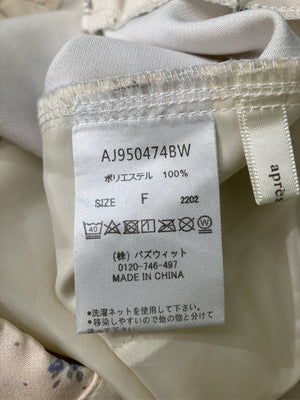 AJ950474BW
ポリエステル 100%
SIZE F 2202
40
(株) バズウィット
0120-746-497
MADE IN CHINA
●洗濯ネットを使用して下さい。
●移染しやすいので他の物と分けて
après